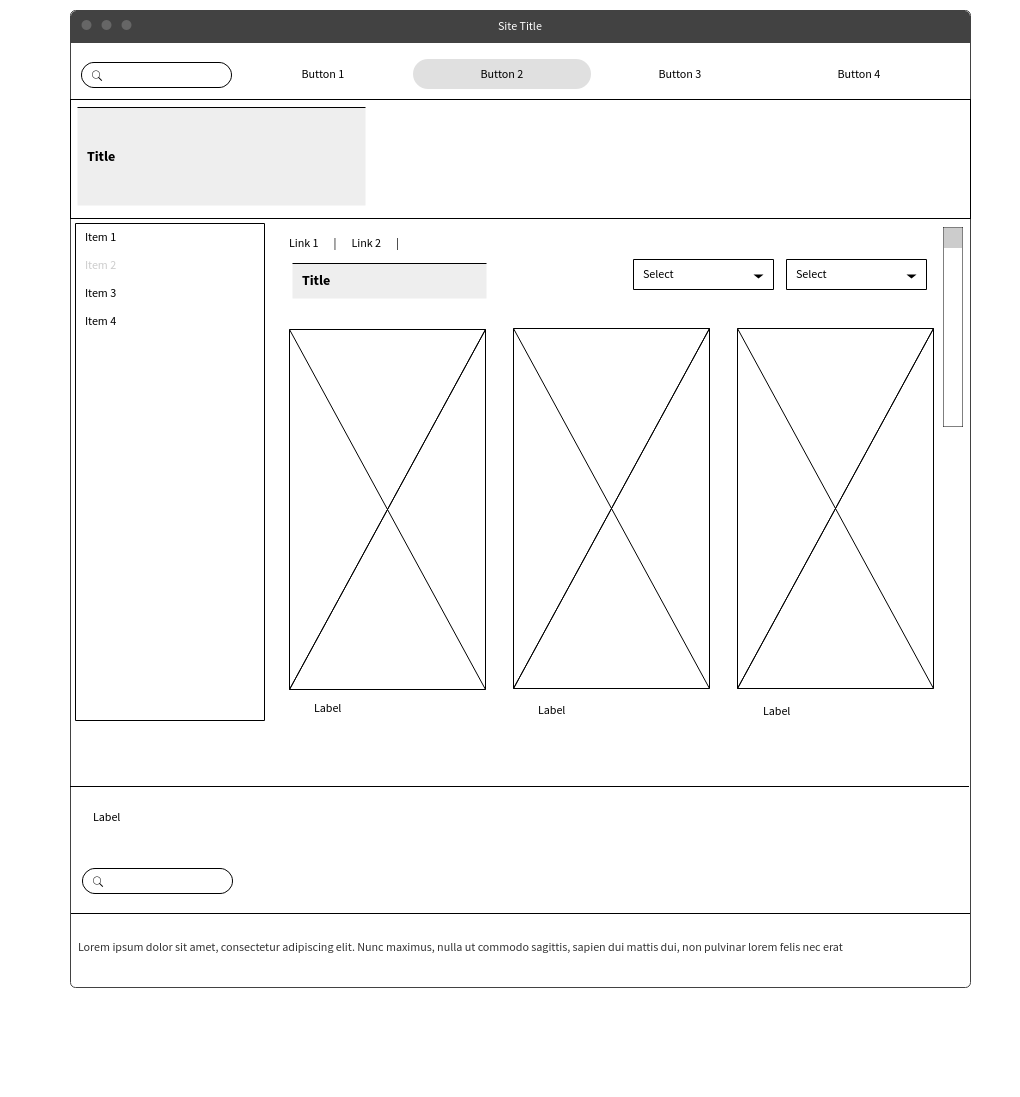 Site Title
Button 1 Button 2 Button 3 Button 4
Title
Item 1
Item 2
Item 3
Item 4
Link 1 | Link 2 |
Title
Select Select
Label Label Label
Label
Lorem ipsum dolor sit amet, consectetur adipiscing elit. Nunc maximus, nulla ut commodo sagittis, sapien dui mattis dui, non pulvinar lorem felis nec erat